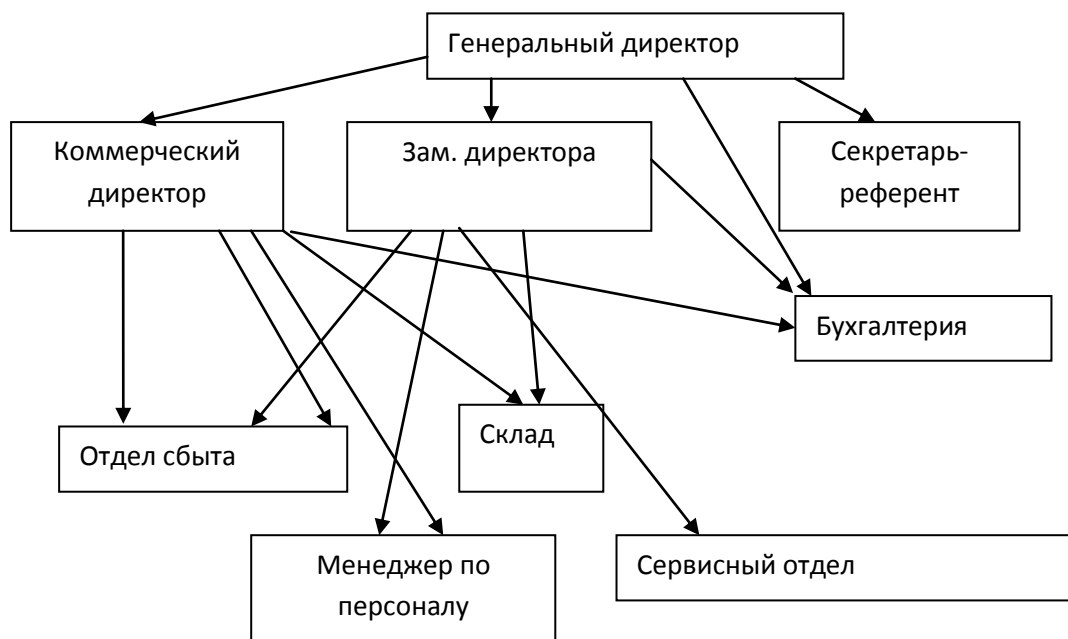 Генеральный директор
Коммерческий
директор
Зам. директора
Секретарь-
референт
Бухгалтерия
Отдел сбыта
Склад
Менеджер по
персоналу
Сервисный отдел